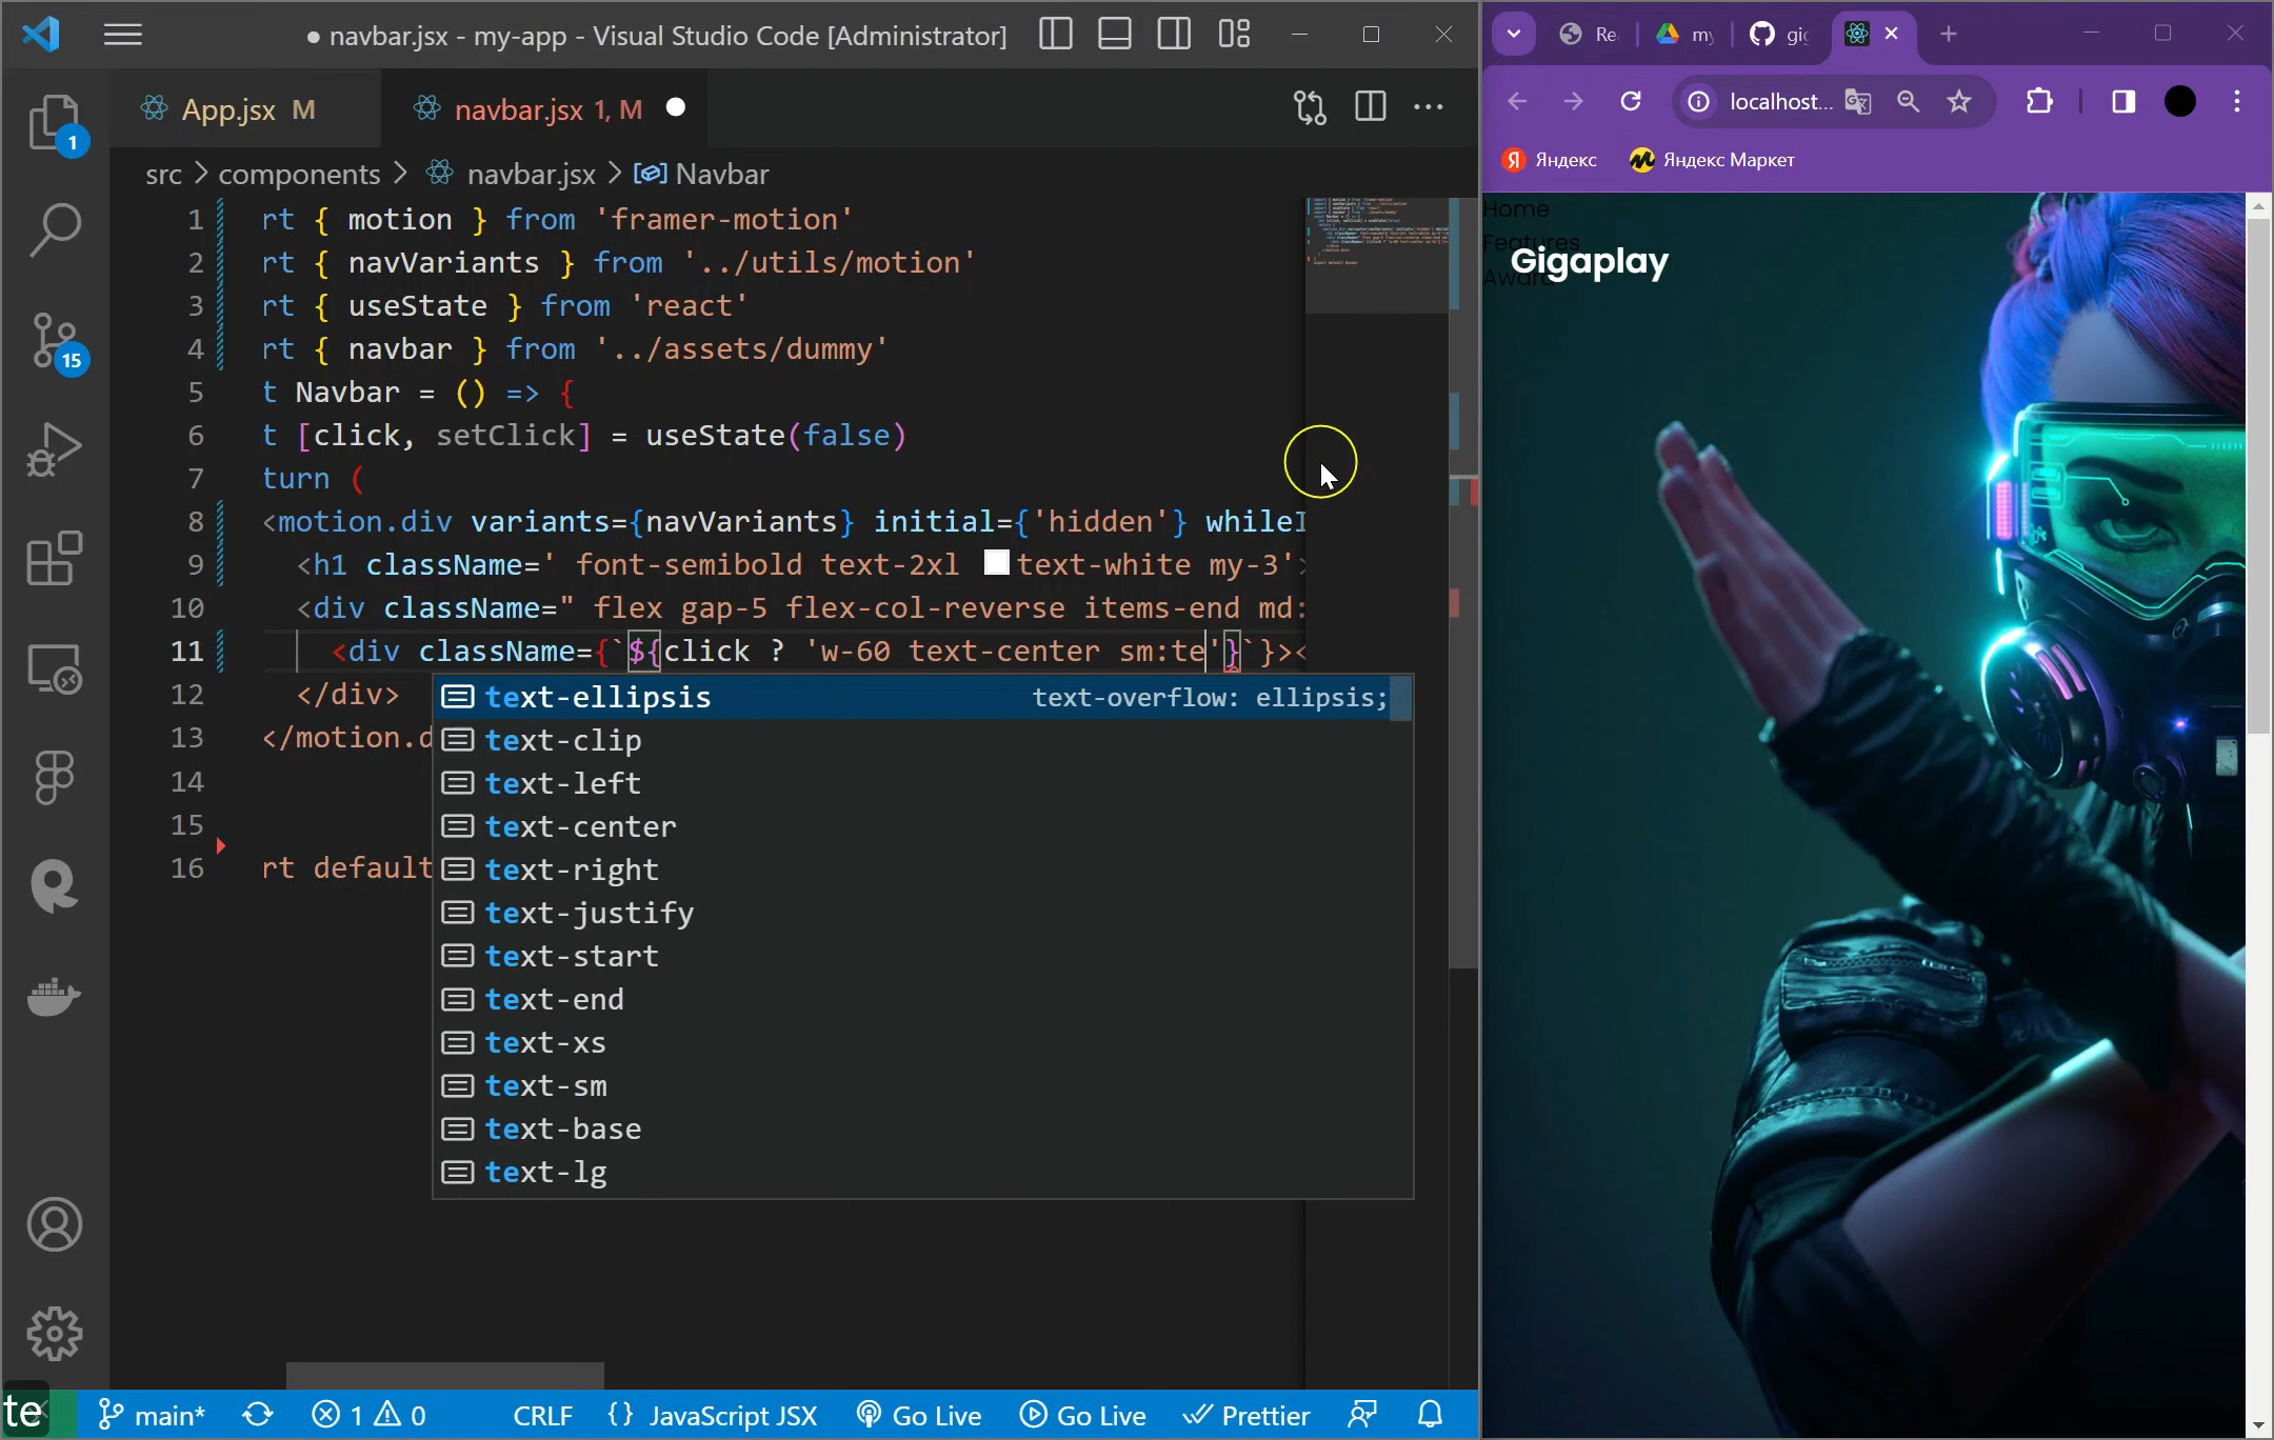 navbar.jsx - my-app - Visual Studio Code [Administrator]
App.jsx M
navbar.jsx 1, M
src > components > navbar.jsx > Navbar
1 rt { motion } from 'framer-motion'
2 rt { navVariants } from '../utils/motion'
3 rt { useState } from 'react'
4 rt { navbar } from '../assets/dummy'
5 t Navbar = () => {
6 t [click, setClick] = useState(false)
7 turn (
8 <motion.div variants={navVariants} initial={'hidden'} whileI
9 <h1 className=' font-semibold text-2xl text-white my-3'>
10 <div className=" flex gap-5 flex-col-reverse items-end md:
11 <div className={`${click ? 'w-60 text-center sm:te'}`}><
12 </div>
13 </motion.d
14
15
16 rt default
text-ellipsis text-overflow: ellipsis;
text-clip
text-left
text-center
text-right
text-justify
text-start
text-end
text-xs
text-sm
text-base
text-lg
1
15
te
main*
1 0
CRLF
{} JavaScript JSX
Go Live
Go Live
Prettier
Re
my
gig
localhost...
Яндекс
Яндекс Маркет
Home
Features
Gigaplay
Award